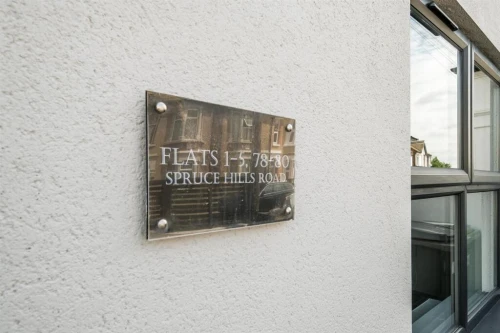 FLATS 1-5, 78-80
SPRUCE HILLS ROAD